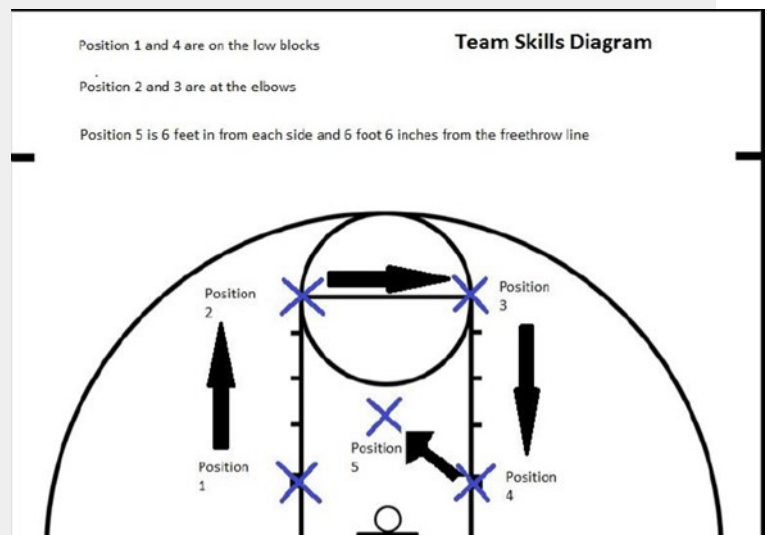 Team Skills Diagram
Position 1 and 4 are on the low blocks
Position 2 and 3 are at the elbows
Position 5 is 6 feet in from each side and 6 foot 6 inches from the freethrow line
Position
2
Position
3
Position
5
Position
1
Position
4